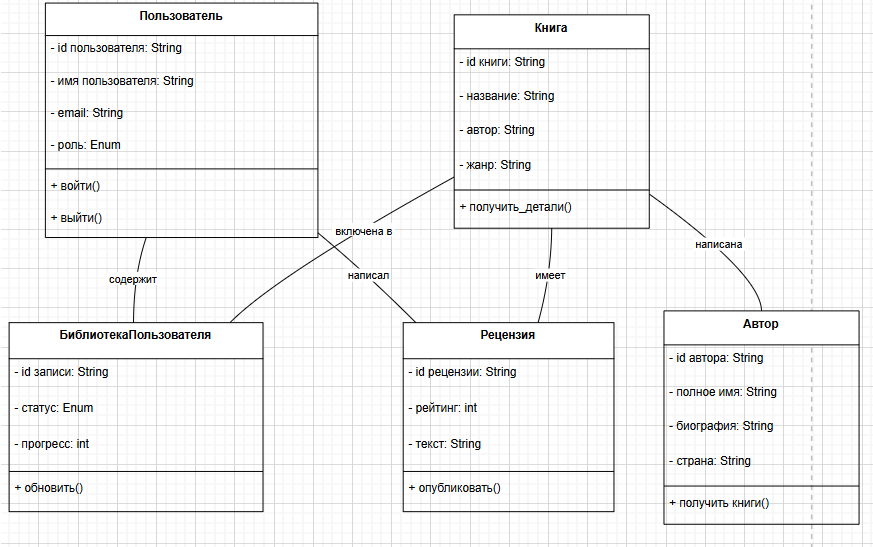 Пользователь
- id пользователя: String
- имя пользователя: String
- email: String
- роль: Enum
+ войти()
+ выйти()
Книга
- id книги: String
- название: String
- автор: String
- жанр: String
+ получить_детали()
содержит
включена в
написал
имеет
написана
БиблиотекаПользователя
- id записи: String
- статус: Enum
- прогресс: int
+ обновить()
Рецензия
- id рецензии: String
- рейтинг: int
- текст: String
+ опубликовать()
Автор
- id автора: String
- полное имя: String
- биография: String
- страна: String
+ получить книги()